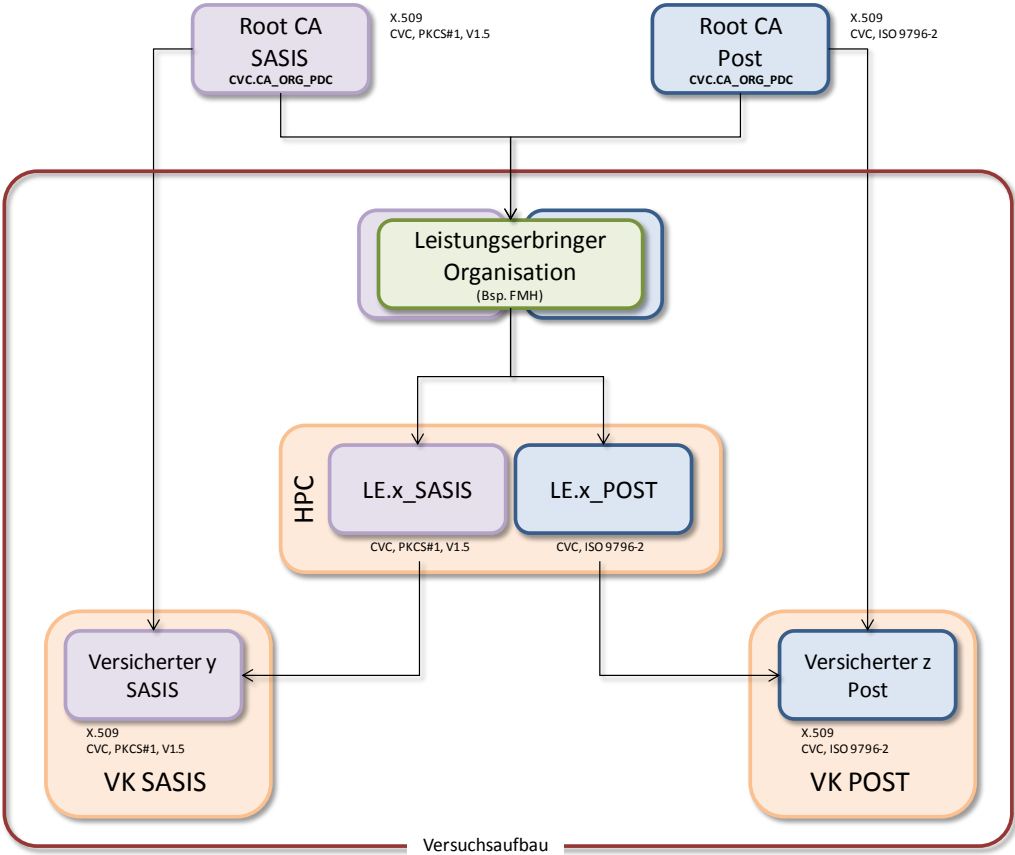 Root CA
SASIS
CVC.CA_ORG_PDC
X.509
CVC, PKCS#1, V1.5
Root CA
Post
CVC.CA_ORG_PDC
X.509
CVC, ISO 9796-2
Leistungserbringer
Organisation
(Bsp. FMH)
HPC
LE.x_SASIS
LE.x_POST
CVC, PKCS#1, V1.5
CVC, ISO 9796-2
Versicherter y
SASIS
X.509
CVC, PKCS#1, V1.5
VK SASIS
Versicherter z
Post
X.509
CVC, ISO 9796-2
VK POST
Versuchsaufbau